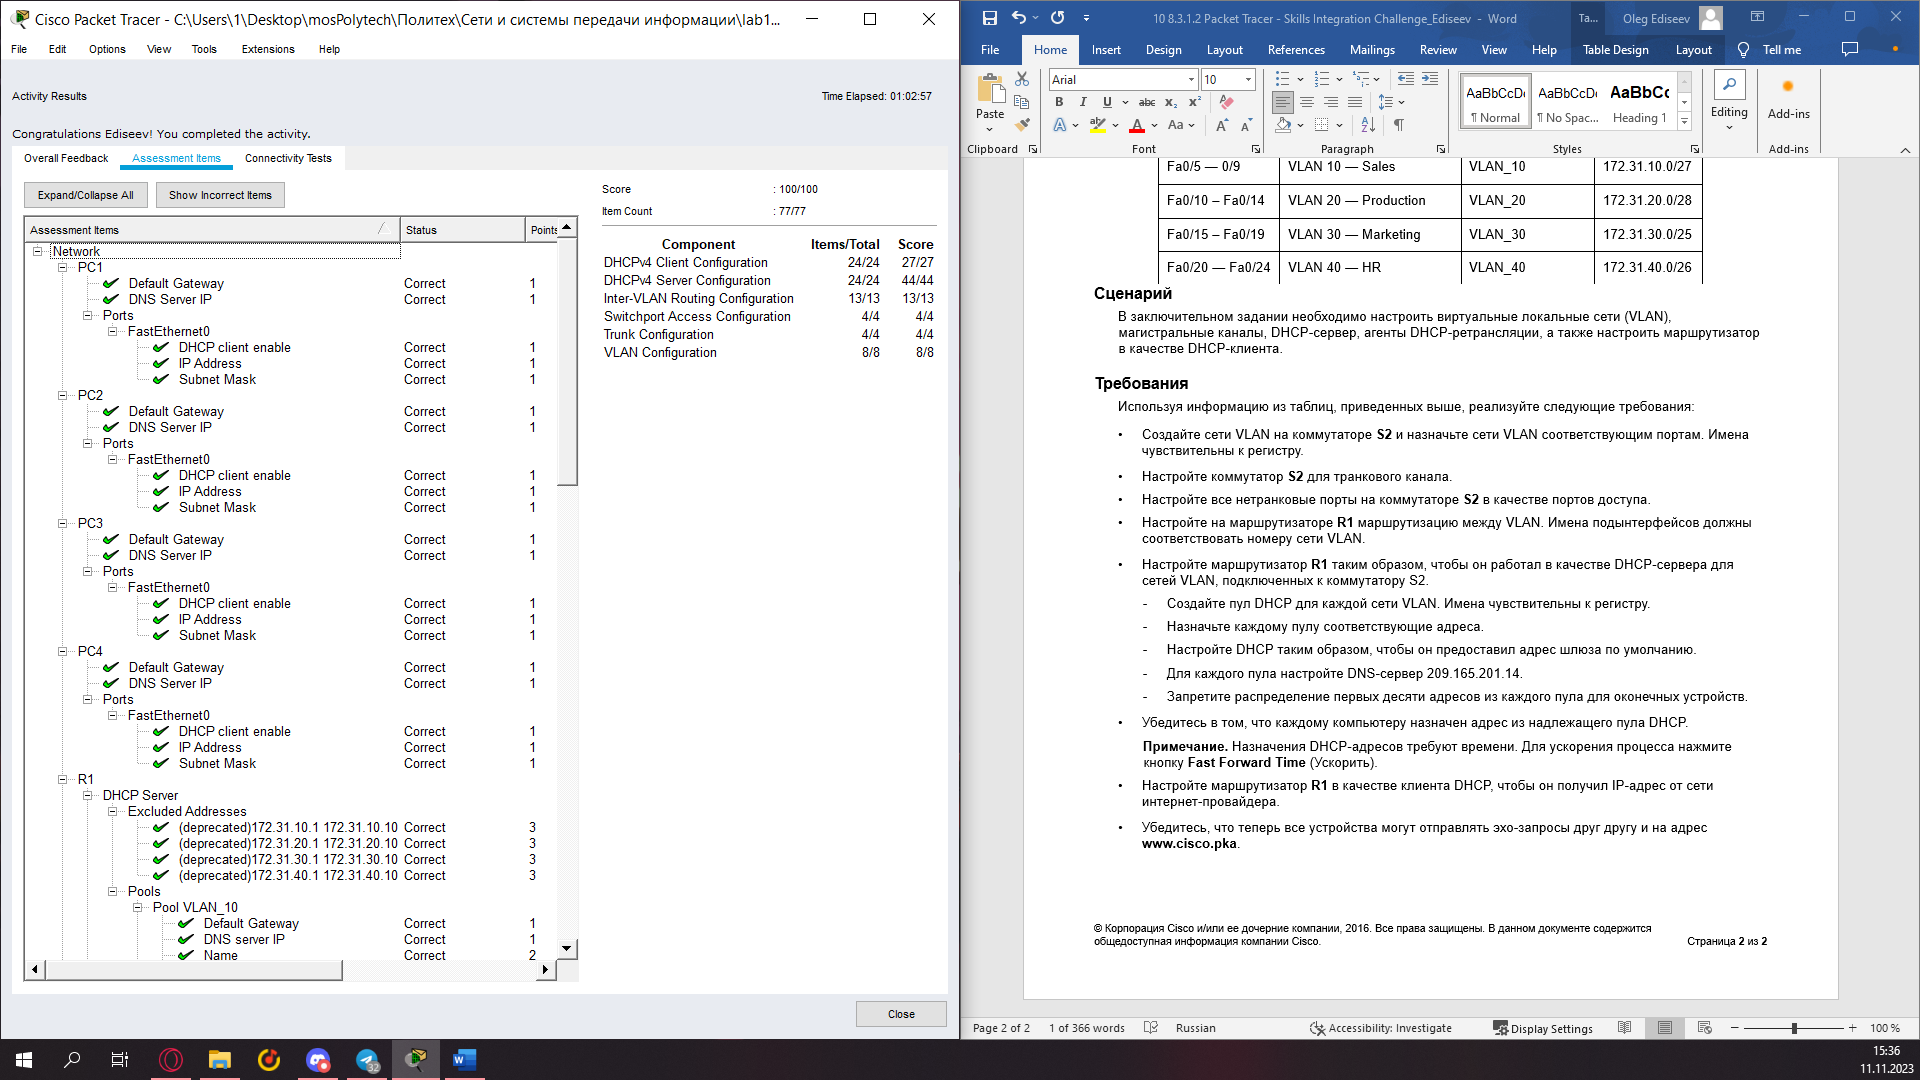 Cisco Packet Tracer - C:\Users\1\Desktop\mosPolytech\Политех\Сети и системы передачи информации\lab1...
File Edit Options View Tools Extensions Help
Activity Results
Time Elapsed: 01:02:57
Congratulations Ediseev! You completed the activity.
Overall Feedback Assessment Items Connectivity Tests
Expand/Collapse All Show Incorrect Items
Assessment Items Status Points
Network
PC1
Default Gateway Correct 1
DNS Server IP Correct 1
Ports
FastEthernet0
DHCP client enable Correct 1
IP Address Correct 1
Subnet Mask Correct 1
PC2
Default Gateway Correct 1
DNS Server IP Correct 1
Ports
FastEthernet0
DHCP client enable Correct 1
IP Address Correct 1
Subnet Mask Correct 1
PC3
Default Gateway Correct 1
DNS Server IP Correct 1
Ports
FastEthernet0
DHCP client enable Correct 1
IP Address Correct 1
Subnet Mask Correct 1
PC4
Default Gateway Correct 1
DNS Server IP Correct 1
Ports
FastEthernet0
DHCP client enable Correct 1
IP Address Correct 1
Subnet Mask Correct 1
R1
DHCP Server
Excluded Addresses
(deprecated)172.31.10.1 172.31.10.10 Correct 3
(deprecated)172.31.20.1 172.31.20.10 Correct 3
(deprecated)172.31.30.1 172.31.30.10 Correct 3
(deprecated)172.31.40.1 172.31.40.10 Correct 3
Pools
Pool VLAN_10
Default Gateway Correct 1
DNS server IP Correct 1
Name Correct 2
Score : 100/100
Item Count : 77/77
Component Items/Total Score
DHCPv4 Client Configuration 24/24 27/27
DHCPv4 Server Configuration 24/24 44/44
Inter-VLAN Routing Configuration 13/13 13/13
Switchport Access Configuration 4/4 4/4
Trunk Configuration 4/4 4/4
VLAN Configuration 8/8 8/8
Close
10 8.3.1.2 Packet Tracer - Skills Integration Challenge_Ediseev - Word
Ta...
Oleg Ediseev
File Home Insert Design Layout References Mailings Review View Help Table Design Layout Tell me
Paste
Arial 10
B I U abc x₂ x² A
A A Aa A A
AaBbCcDc AaBbCcDc AaBbCc
¶ Normal ¶ No Spac... Heading 1
Editing
Add-ins
Clipboard Font Paragraph Styles Add-ins
Fa0/5 — 0/9 VLAN 10 — Sales VLAN_10 172.31.10.0/27
Fa0/10 – Fa0/14 VLAN 20 — Production VLAN_20 172.31.20.0/28
Fa0/15 – Fa0/19 VLAN 30 — Marketing VLAN_30 172.31.30.0/25
Fa0/20 — Fa0/24 VLAN 40 — HR VLAN_40 172.31.40.0/26
Сценарий
В заключительном задании необходимо настроить виртуальные локальные сети (VLAN),
магистральные каналы, DHCP-сервер, агенты DHCP-ретрансляции, а также настроить маршрутизатор
в качестве DHCP-клиента.
Требования
Используя информацию из таблиц, приведенных выше, реализуйте следующие требования:
• Создайте сети VLAN на коммутаторе S2 и назначьте сети VLAN соответствующим портам. Имена
чувствительны к регистру.
• Настройте коммутатор S2 для транкового канала.
• Настройте все нетранковые порты на коммутаторе S2 в качестве портов доступа.
• Настройте на маршрутизаторе R1 маршрутизацию между VLAN. Имена подынтерфейсов должны
соответствовать номеру сети VLAN.
• Настройте маршрутизатор R1 таким образом, чтобы он работал в качестве DHCP-сервера для
сетей VLAN, подключенных к коммутатору S2.
- Создайте пул DHCP для каждой сети VLAN. Имена чувствительны к регистру.
- Назначьте каждому пулу соответствующие адреса.
- Настройте DHCP таким образом, чтобы он предоставил адрес шлюза по умолчанию.
- Для каждого пула настройте DNS-сервер 209.165.201.14.
- Запретите распределение первых десяти адресов из каждого пула для оконечных устройств.
• Убедитесь в том, что каждому компьютеру назначен адрес из надлежащего пула DHCP.
Примечание. Назначения DHCP-адресов требуют времени. Для ускорения процесса нажмите
кнопку Fast Forward Time (Ускорить).
• Настройте маршрутизатор R1 в качестве клиента DHCP, чтобы он получил IP-адрес от сети
интернет-провайдера.
• Убедитесь, что теперь все устройства могут отправлять эхо-запросы друг другу и на адрес
www.cisco.pka.
© Корпорация Cisco и/или ее дочерние компании, 2016. Все права защищены. В данном документе содержится
общедоступная информация компании Cisco.
Страница 2 из 2
Page 2 of 2 1 of 366 words Russian Accessibility: Investigate Display Settings 100 %
32
15:36
11.11.2023